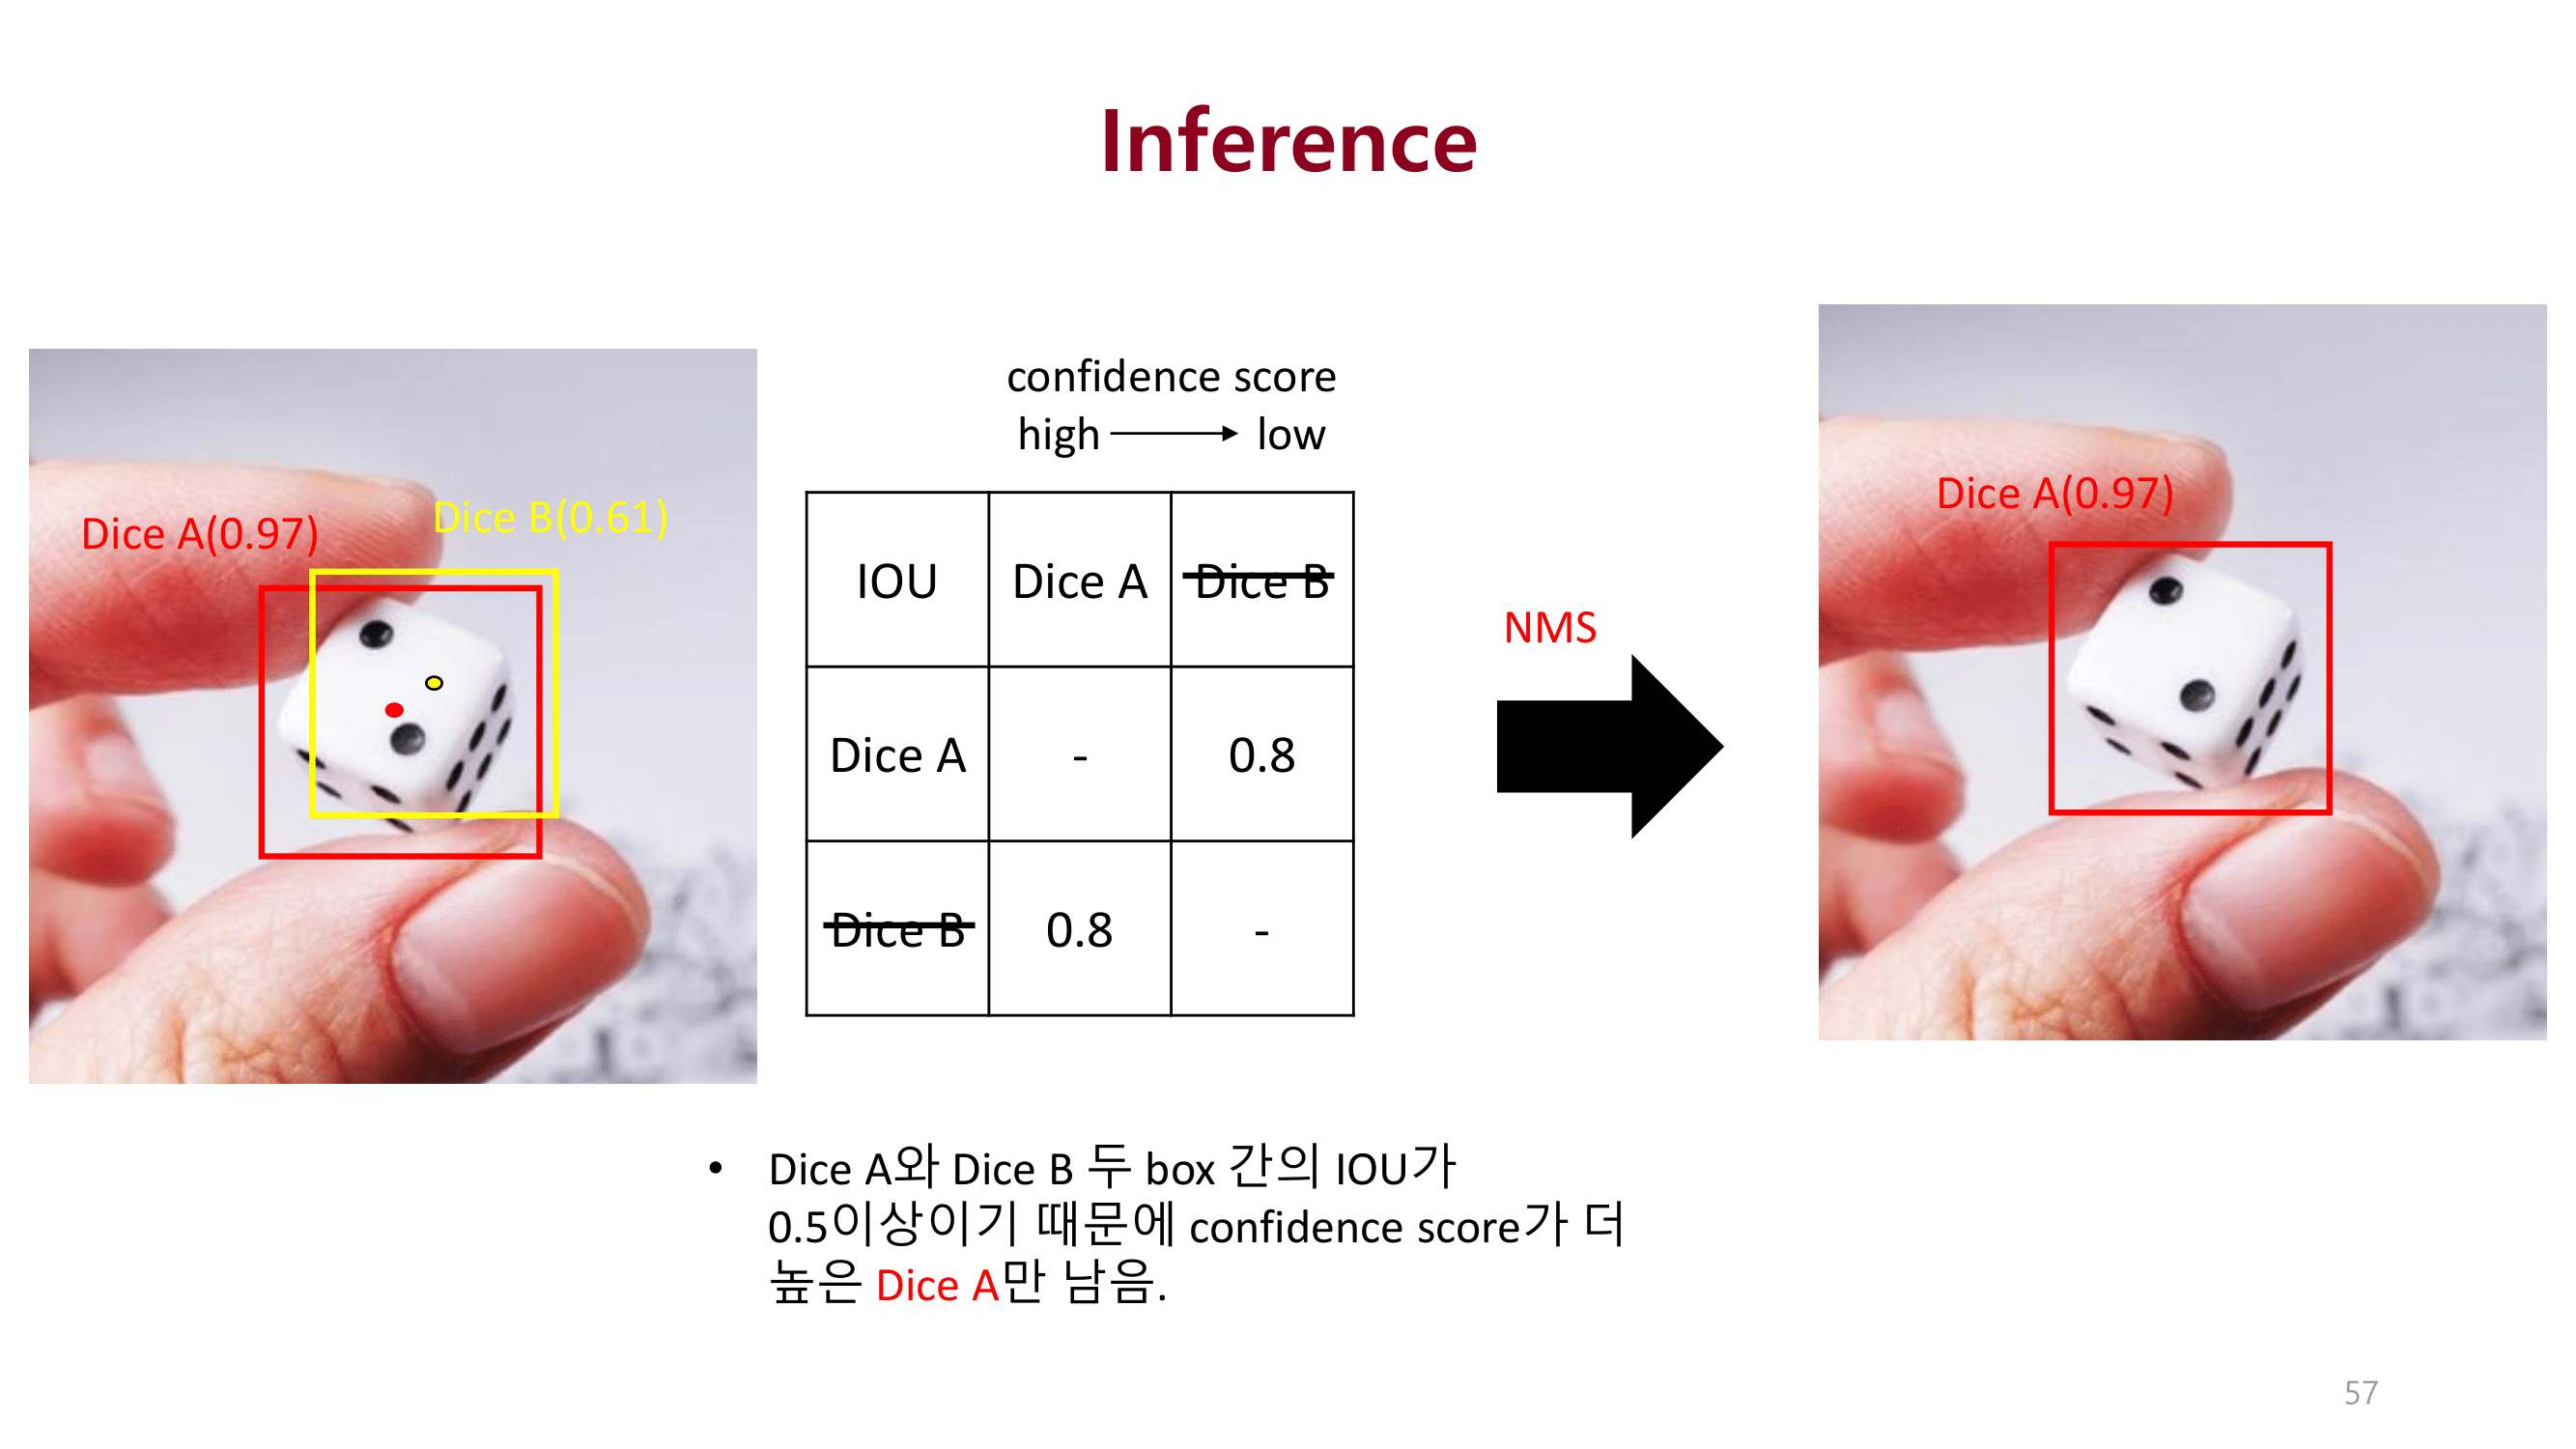 Inference
Dice A(0.97)
Dice B(0.61)
confidence score
high → low
IOU Dice A Dice B
Dice A - 0.8
Dice B 0.8 -
NMS
Dice A(0.97)
• Dice A와 Dice B 두 box 간의 IOU가
0.5이상이기 때문에 confidence score가 더
높은 Dice A만 남음.
57